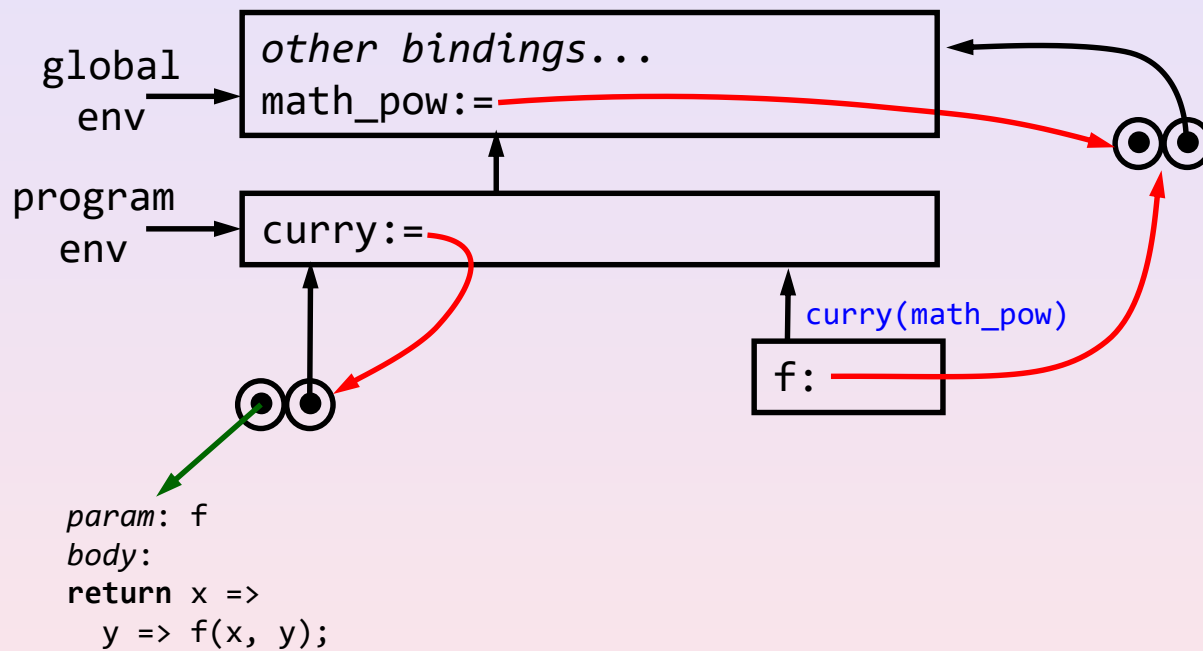 other bindings...
global
env
math_pow:=
program
env
curry:=
curry(math_pow)
f:
param: f
body:
return x =>
y => f(x, y);